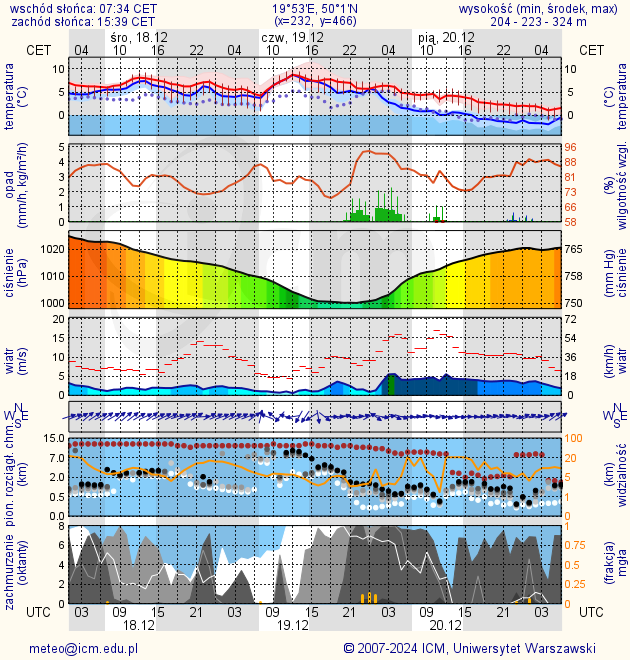 wschód słońca: 07:34 CET
zachód słońca: 15:39 CET
19°53'E, 50°1'N
(x=232, y=466)
wysokość (min, środek, max)
204 - 223 - 324 m
śro, 18.12 czw, 19.12 pią, 20.12
CET 04 10 16 22 04 10 16 22 04 10 16 22 04 CET
temperatura
(°C)
10
5
0
10
5
0
(°C)
temperatura
opad
(mm/h, kg/m²/h)
5
4
3
2
1
0
96
88
81
73
66
58
(%)
wilgotność wzgl.
ciśnienie
(hPa)
1020
1010
1000
765
758
750
(mm Hg)
ciśnienie
wiatr
(m/s)
20
15
10
5
0
72
54
36
18
0
(km/h)
wiatr
N
W E
S
N
W E
S
pion. rozciągł. chm.
(km)
15.0
7.0
2.0
0.5
0.0
100
20
5
1
0
(km)
widzialność
zachmurzenie
(oktanty)
8
6
4
2
0
1
0.75
0.5
0.25
0
(frakcja)
mgła
UTC 03 09 15 21 03 09 15 21 03 09 15 21 03 UTC
18.12 19.12 20.12
meteo@icm.edu.pl
© 2007-2024 ICM, Uniwersytet Warszawski